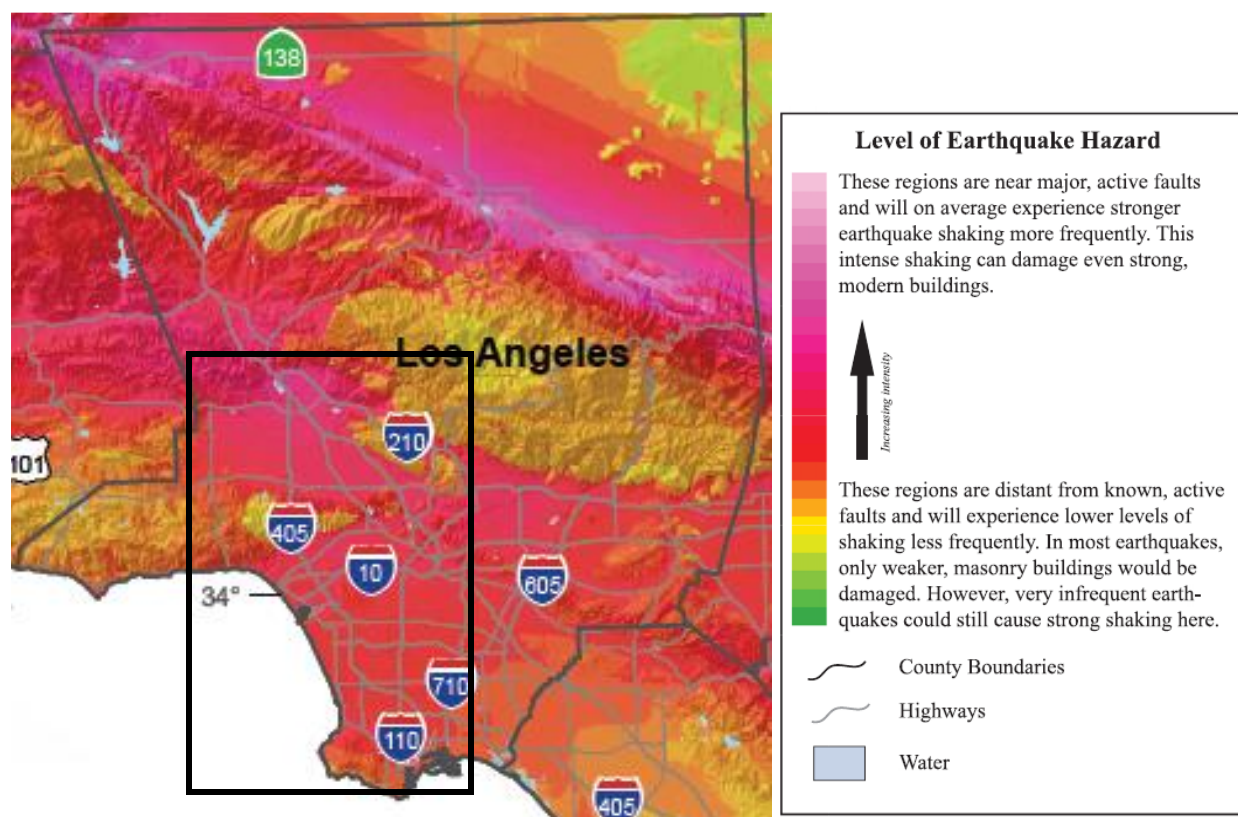 138
Los Angeles
210
101
405
10
605
34°
710
110
405
Level of Earthquake Hazard
These regions are near major, active faults
and will on average experience stronger
earthquake shaking more frequently. This
intense shaking can damage even strong,
modern buildings.
Increasing intensity
These regions are distant from known, active
faults and will experience lower levels of
shaking less frequently. In most earthquakes,
only weaker, masonry buildings would be
damaged. However, very infrequent earth-
quakes could still cause strong shaking here.
County Boundaries
Highways
Water